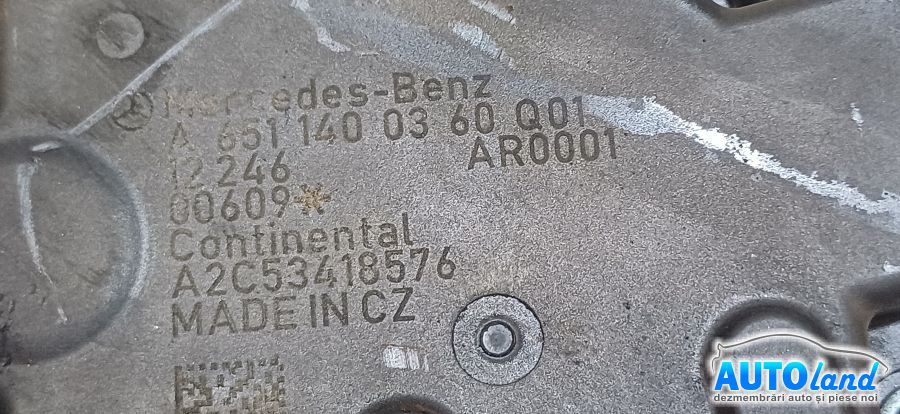 Mercedes-Benz
A 651 140 03 60 Q01
AR0001
12 246
00609*
Continental
A2C53418576
MADE IN CZ
AUTOland
dezmembrări auto și piese noi